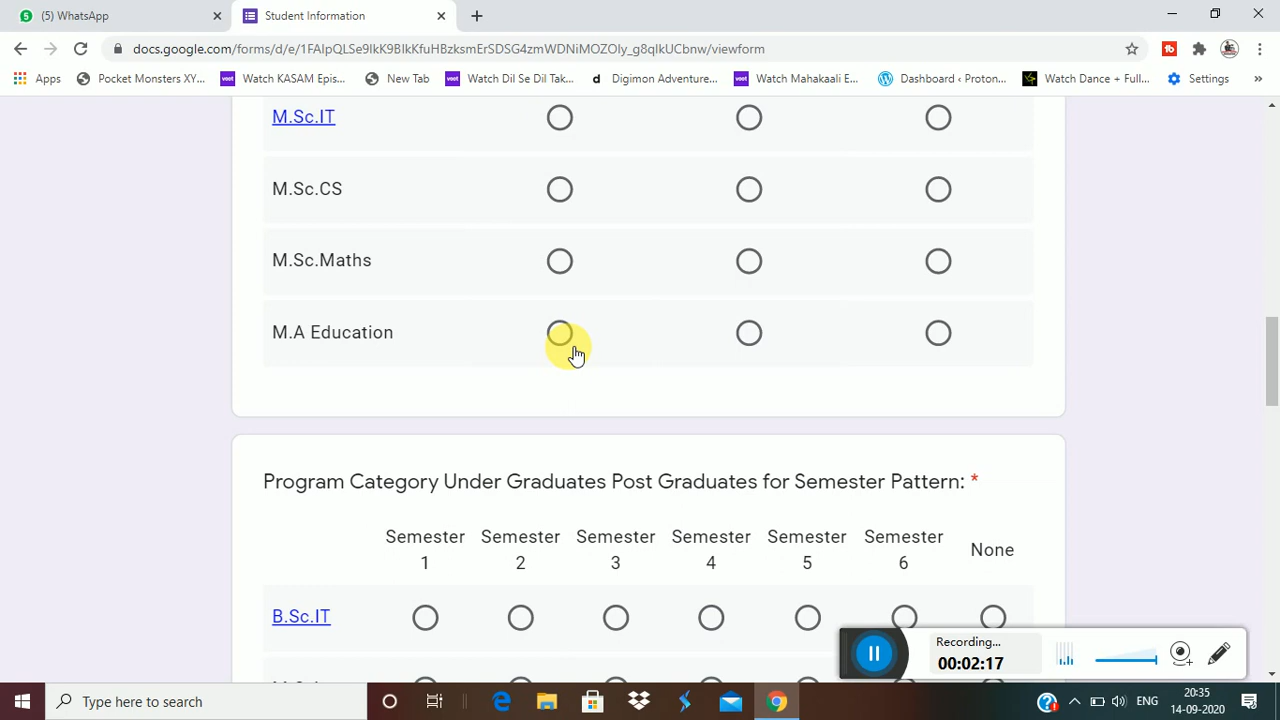 (5) WhatsApp
Student Information
docs.google.com/forms/d/e/1FAIpQLSe9IkK9BIkKfuHBzksmErSDSG4zmWDNiMOZOIy_g8qIkUCbnw/viewform
Apps
Pocket Monsters XY...
voot
Watch KASAM Epis...
New Tab
voot
Watch Dil Se Dil Tak...
d
Digimon Adventure...
voot
Watch Mahakaali E...
Dashboard ‹ Proton...
Watch Dance + Full...
Settings
»
M.Sc.IT
M.Sc.CS
M.Sc.Maths
M.A Education
Program Category Under Graduates Post Graduates for Semester Pattern: *
Semester 1
Semester 2
Semester 3
Semester 4
Semester 5
Semester 6
None
B.Sc.IT
Recording...
00:02:17
Type here to search
ENG
20:35
14-09-2020